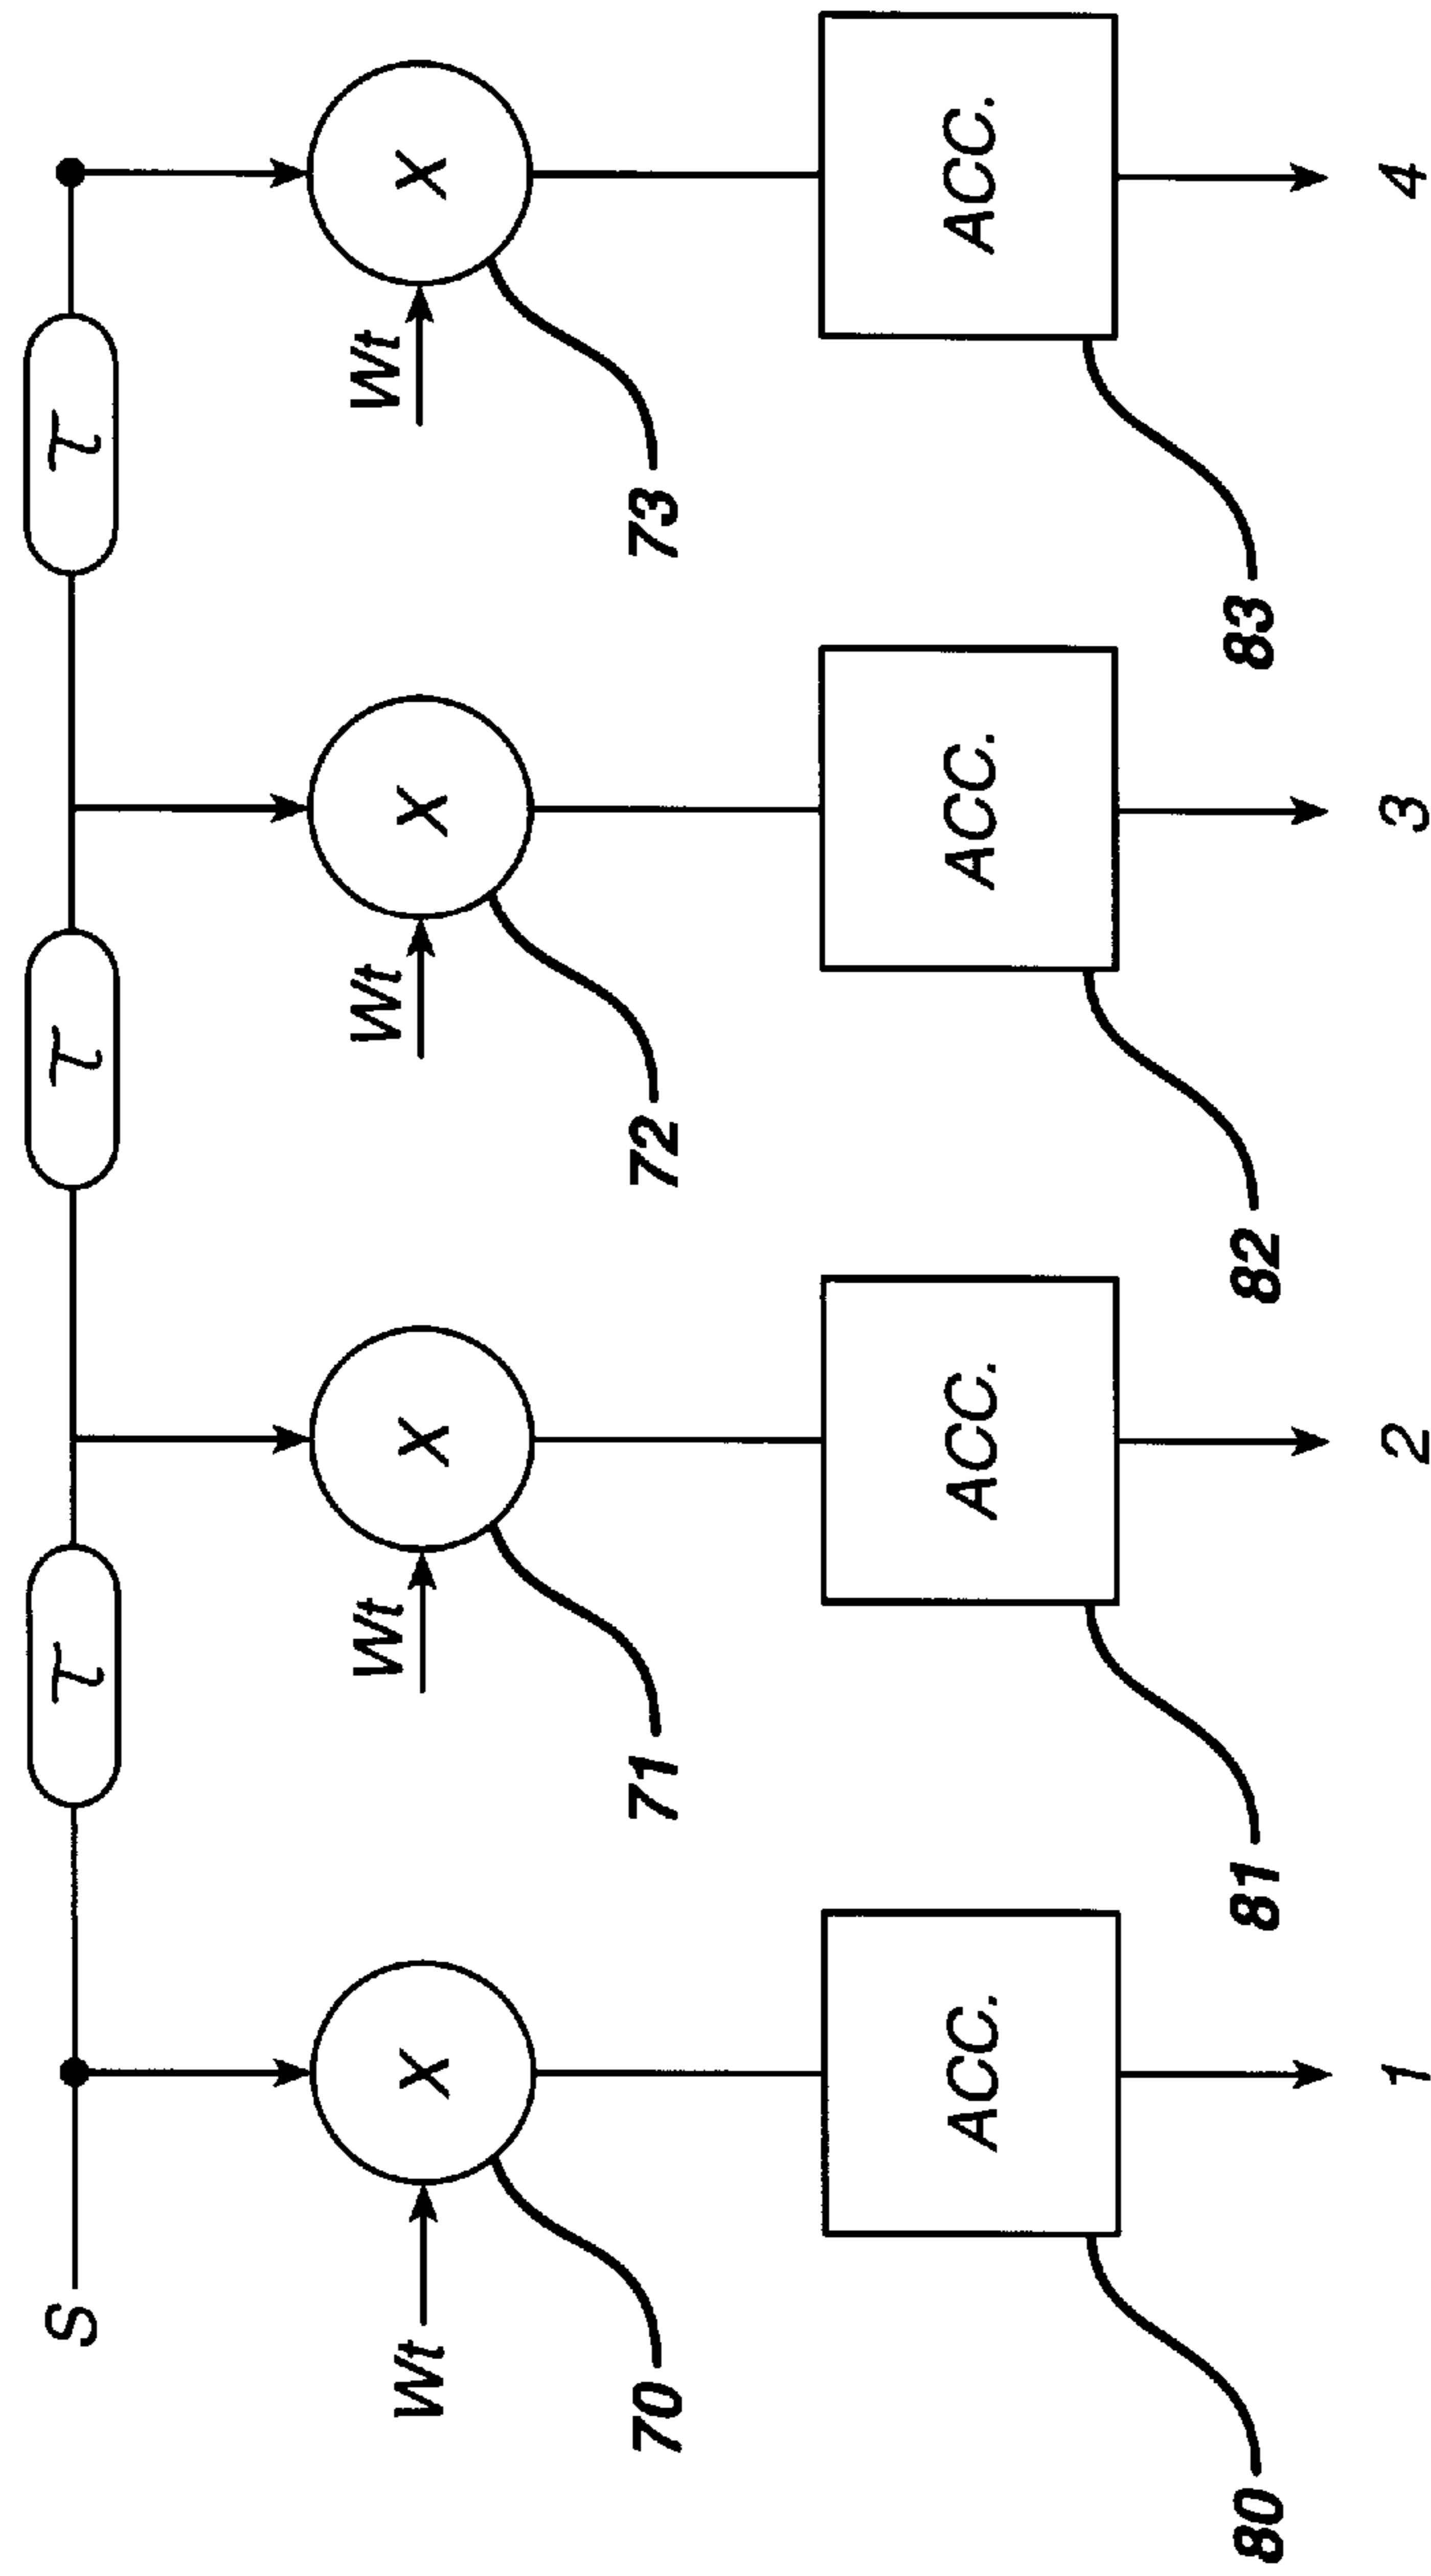 S
τ τ τ
Wt X Wt X Wt X Wt X
70 71 72 73
ACC. ACC. ACC. ACC.
80 81 82 83
1 2 3 4